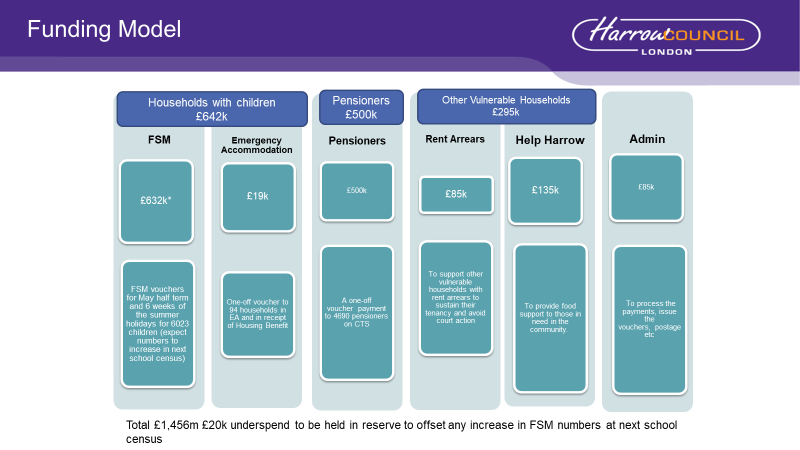 Funding Model
HarrowCOUNCIL
LONDON
Households with children
£642k
Pensioners
£500k
Other Vulnerable Households
£295k
FSM
Emergency
Accommodation
Pensioners
Rent Arrears
Help Harrow
Admin
£632k*
£19k
£500k
£85k
£135k
£85k
FSM vouchers
for May half term
and 6 weeks of
the summer
holidays for 6023
children (expect
numbers to
increase in next
school census)
One-off voucher to
94 households in
EA and in receipt
of Housing Benefit
A one-off
voucher payment
to 4690 pensioners
on CTS
To support other
vulnerable
households with
rent arrears to
sustain their
tenancy and avoid
court action
To provide food
support to those in
need in the
community.
To process the
payments, issue
the
vouchers, postage
etc
Total £1,456m £20k underspend to be held in reserve to offset any increase in FSM numbers at next school
census